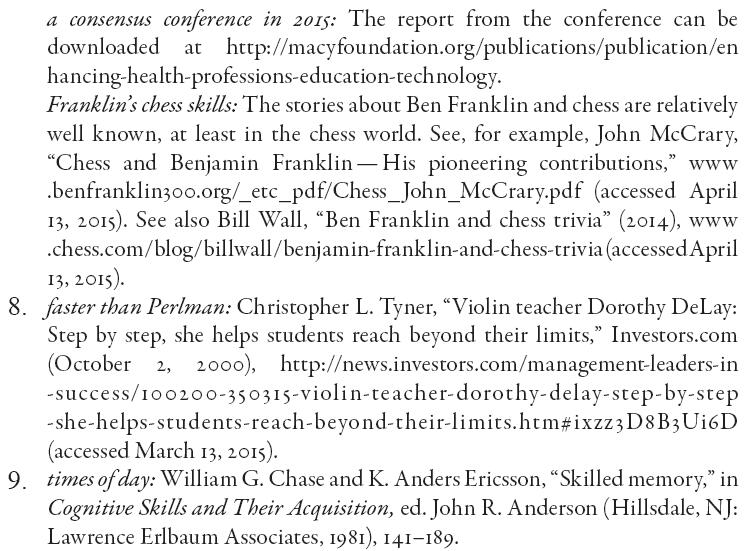 a consensus conference in 2015: The report from the conference can be
downloaded at http://macyfoundation.org/publications/publication/en
hancing-health-professions-education-technology.
Franklin’s chess skills: The stories about Ben Franklin and chess are relatively
well known, at least in the chess world. See, for example, John McCrary,
“Chess and Benjamin Franklin — His pioneering contributions,” www
.benfranklin300.org/_etc_pdf/Chess_John_McCrary.pdf (accessed April
13, 2015). See also Bill Wall, “Ben Franklin and chess trivia” (2014), www
.chess.com/blog/billwall/benjamin-franklin-and-chess-trivia (accessed April
13, 2015).
8. faster than Perlman: Christopher L. Tyner, “Violin teacher Dorothy DeLay:
Step by step, she helps students reach beyond their limits,” Investors.com
(October 2, 2000), http://news.investors.com/management-leaders-in
-success/100200-350315-violin-teacher-dorothy-delay-step-by-step
-she-helps-students-reach-beyond-their-limits.htm#ixzz3D8B3Ui6D
(accessed March 13, 2015).
9. times of day: William G. Chase and K. Anders Ericsson, “Skilled memory,” in
Cognitive Skills and Their Acquisition, ed. John R. Anderson (Hillsdale, NJ:
Lawrence Erlbaum Associates, 1981), 141–189.